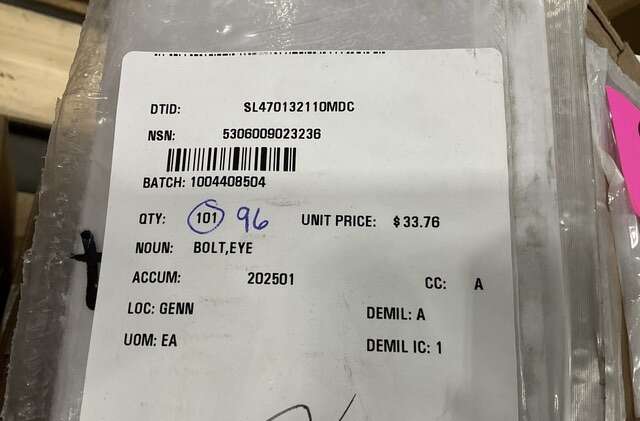 DTID: SL470132110MDC
NSN: 5306009023236
BATCH: 1004408504
QTY: 101 96 UNIT PRICE: $33.76
NOUN: BOLT,EYE
ACCUM: 202501 CC: A
LOC: GENN DEMIL: A
UOM: EA DEMIL IC: 1